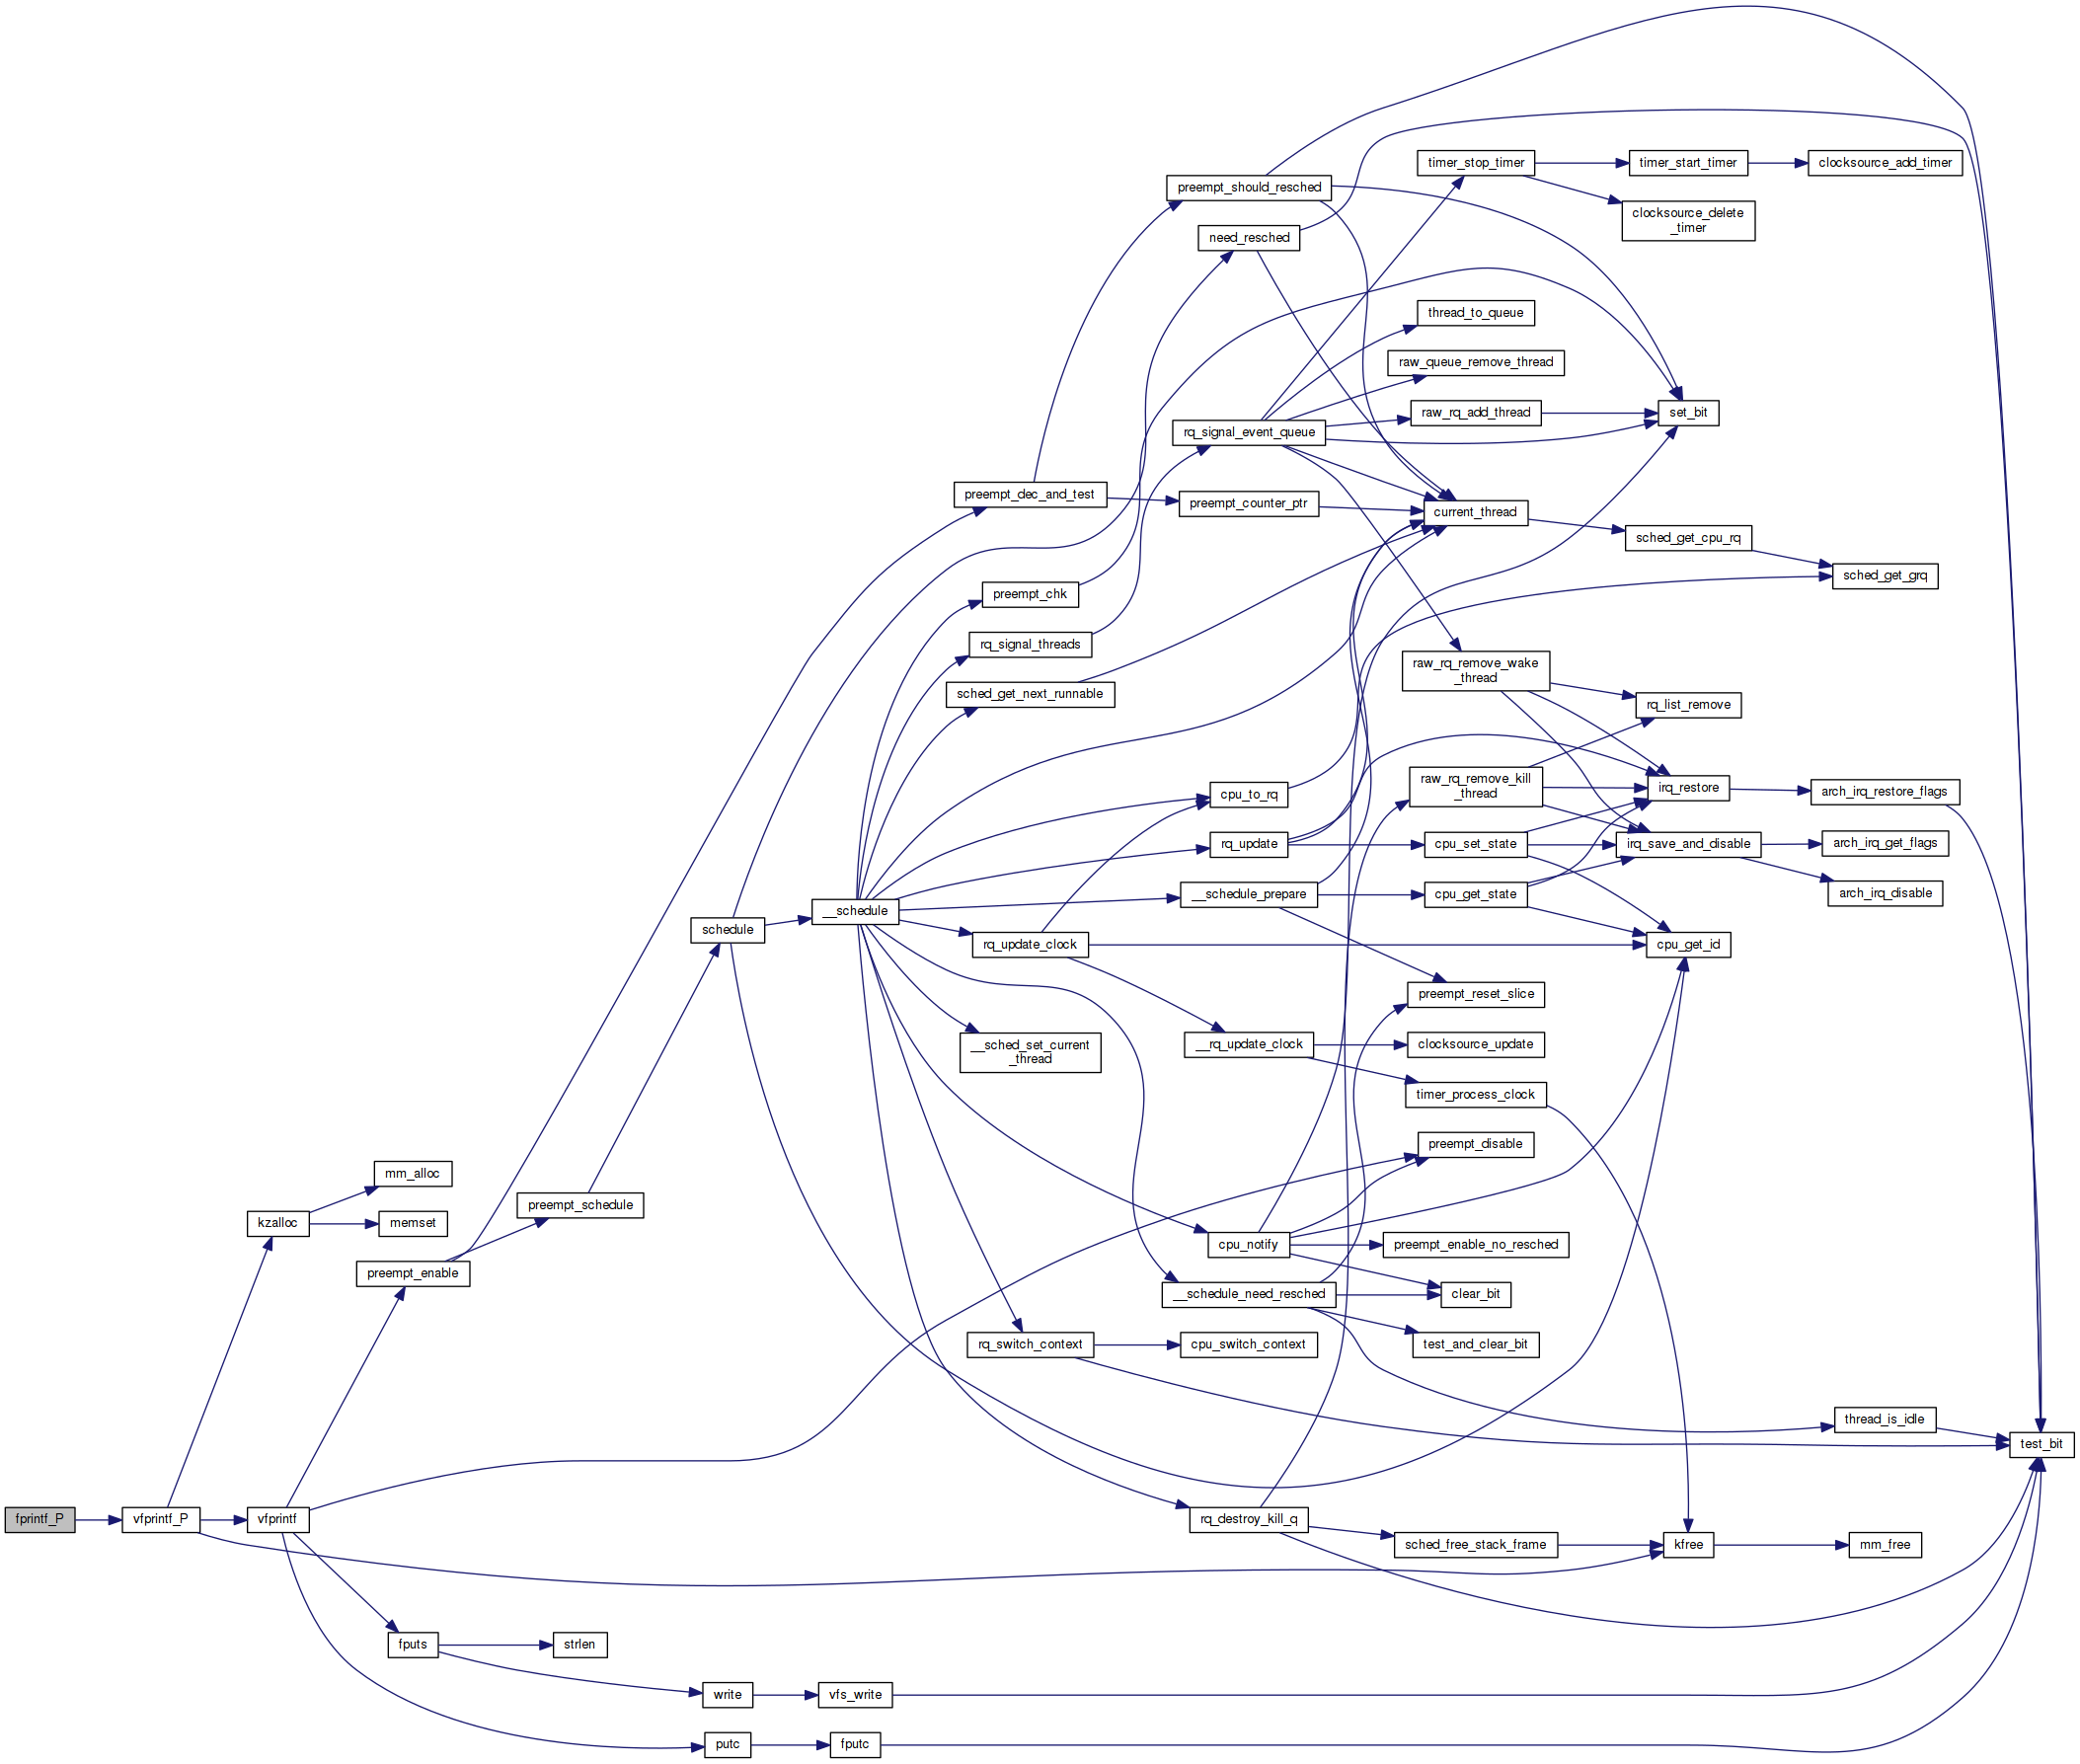 fprintf_P
vfprintf_P
kzalloc
mm_alloc
memset
vfprintf
preempt_enable
preempt_schedule
schedule
__schedule
fputs
strlen
write
vfs_write
putc
fputc
preempt_dec_and_test
preempt_chk
rq_signal_threads
sched_get_next_runnable
rq_update_clock
__sched_set_current
_thread
rq_switch_context
preempt_should_resched
need_resched
rq_signal_event_queue
preempt_counter_ptr
cpu_to_rq
rq_update
__schedule_prepare
__rq_update_clock
cpu_notify
__schedule_need_resched
cpu_switch_context
rq_destroy_kill_q
timer_stop_timer
thread_to_queue
raw_queue_remove_thread
raw_rq_add_thread
current_thread
raw_rq_remove_wake
_thread
raw_rq_remove_kill
_thread
cpu_set_state
cpu_get_state
preempt_reset_slice
clocksource_update
timer_process_clock
preempt_disable
preempt_enable_no_resched
clear_bit
test_and_clear_bit
sched_free_stack_frame
timer_start_timer
clocksource_delete
_timer
set_bit
sched_get_cpu_rq
rq_list_remove
irq_restore
irq_save_and_disable
cpu_get_id
kfree
clocksource_add_timer
sched_get_grq
arch_irq_restore_flags
arch_irq_get_flags
arch_irq_disable
thread_is_idle
mm_free
test_bit